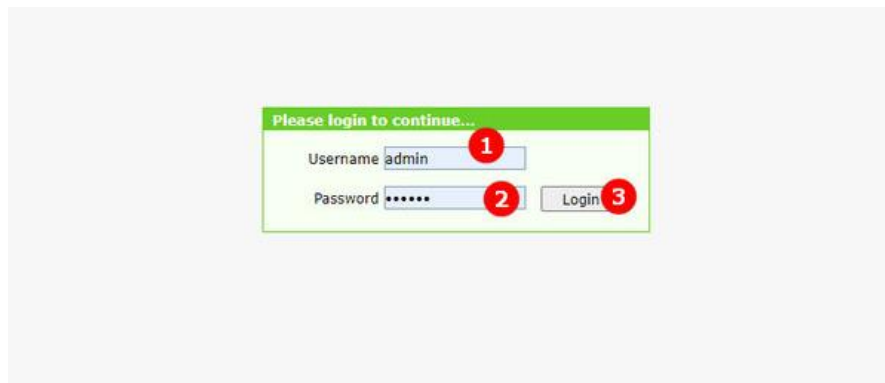 Please login to continue...
Username admin 1
Password •••••• 2 Login 3